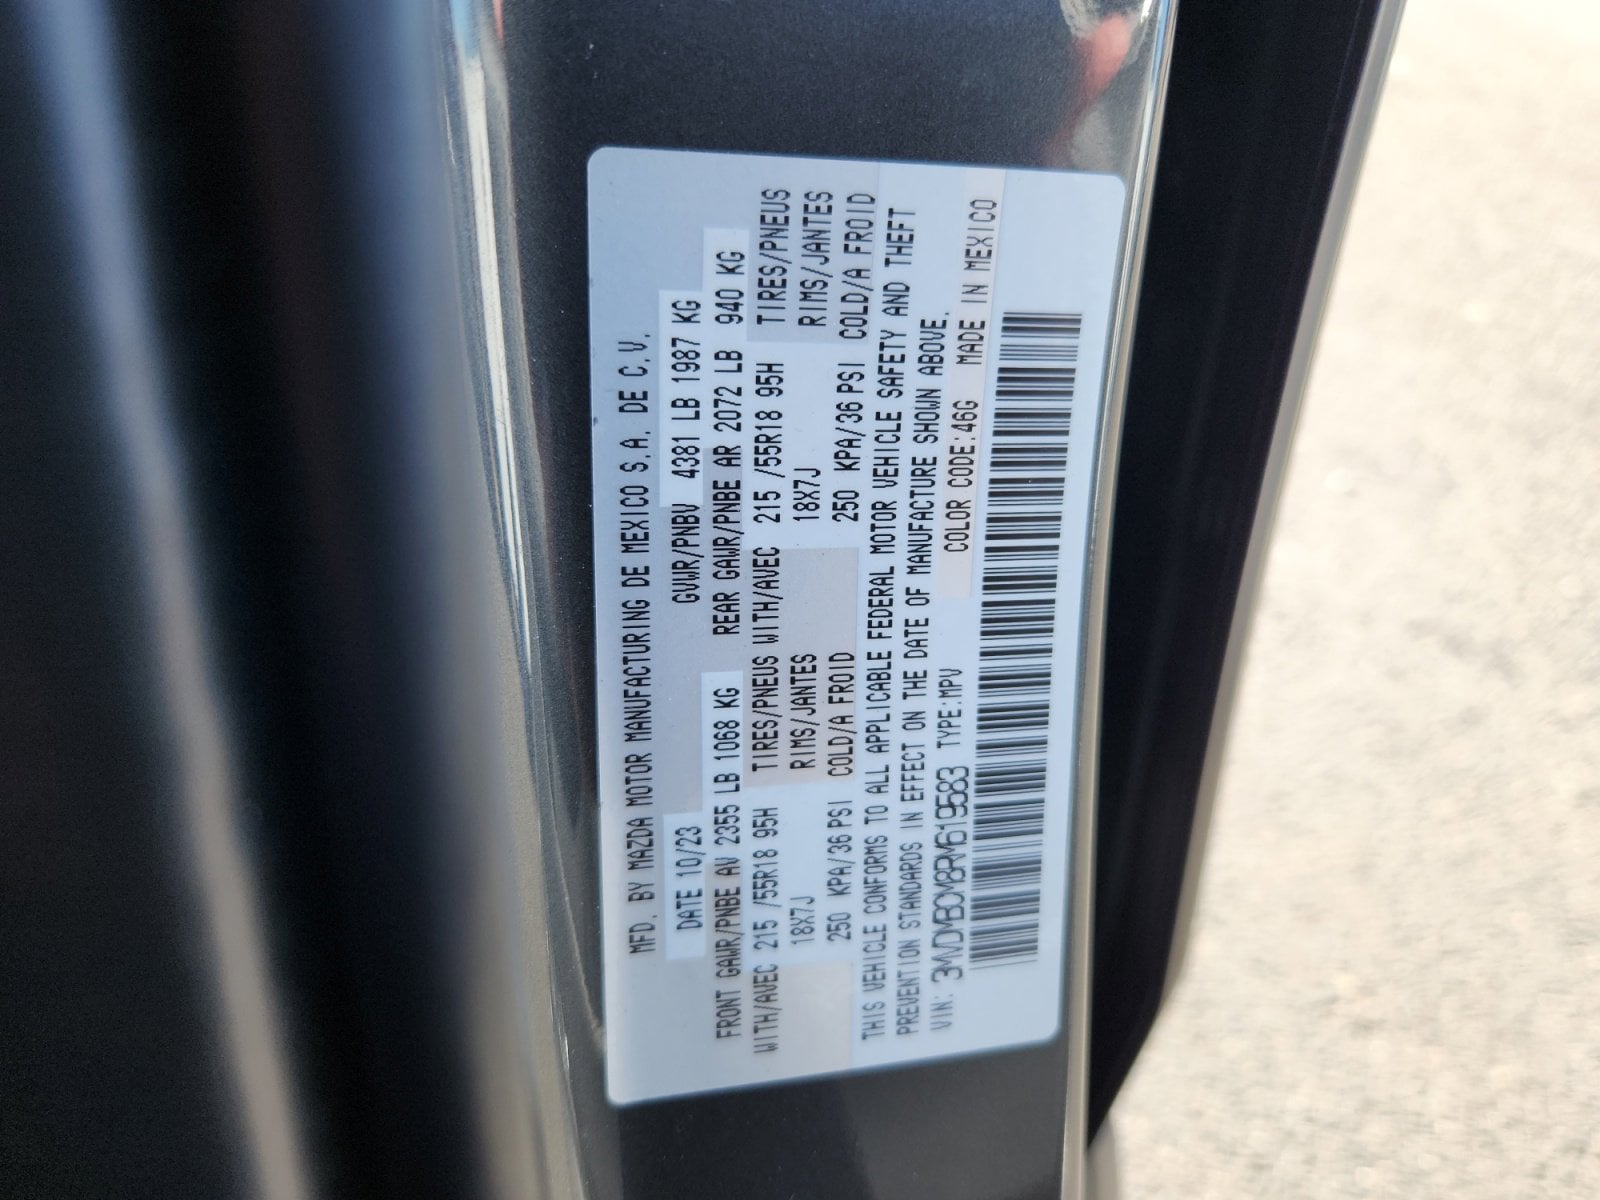 MFD. BY MAZDA MOTOR MANUFACTURING DE MEXICO S.A. DE C.V.
DATE 10/23 GVWR/PNBV 4381 LB 1987 KG
FRONT GAWR/PNBE AV 2355 LB 1068 KG REAR GAWR/PNBE AR 2072 LB 940 KG
WITH/AVEC 215 /55R18 95H TIRES/PNEUS WITH/AVEC 215 /55R18 95H TIRES/PNEUS
18X7J RIMS/JANTES 18X7J RIMS/JANTES
250 KPA/36 PSI COLD/A FROID 250 KPA/36 PSI COLD/A FROID
THIS VEHICLE CONFORMS TO ALL APPLICABLE FEDERAL MOTOR VEHICLE SAFETY AND THEFT
PREVENTION STANDARDS IN EFFECT ON THE DATE OF MANUFACTURE SHOWN ABOVE.
VIN: 3MVDMBCM8RM619583 TYPE:MPV COLOR CODE:46G MADE IN MEXICO